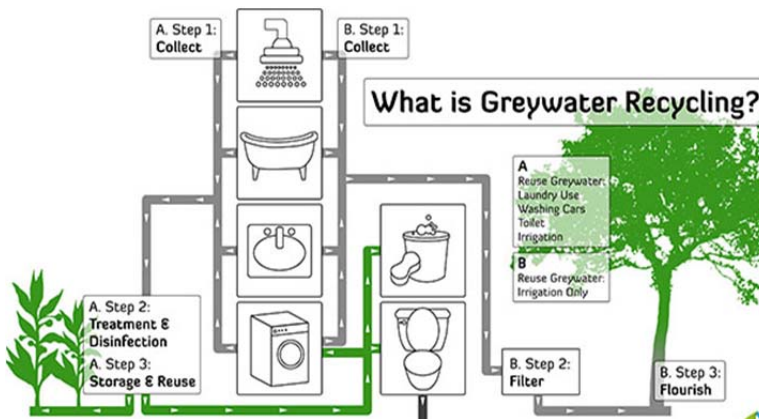 A. Step 1:
Collect
B. Step 1:
Collect
What is Greywater Recycling?
A
Reuse Greywater:
Laundry Use
Washing Cars
Toilet
Irrigation
B
Reuse Greywater:
Irrigation Only
A. Step 2:
Treatment &
Disinfection
A. Step 3:
Storage & Reuse
B. Step 2:
Filter
B. Step 3:
Flourish